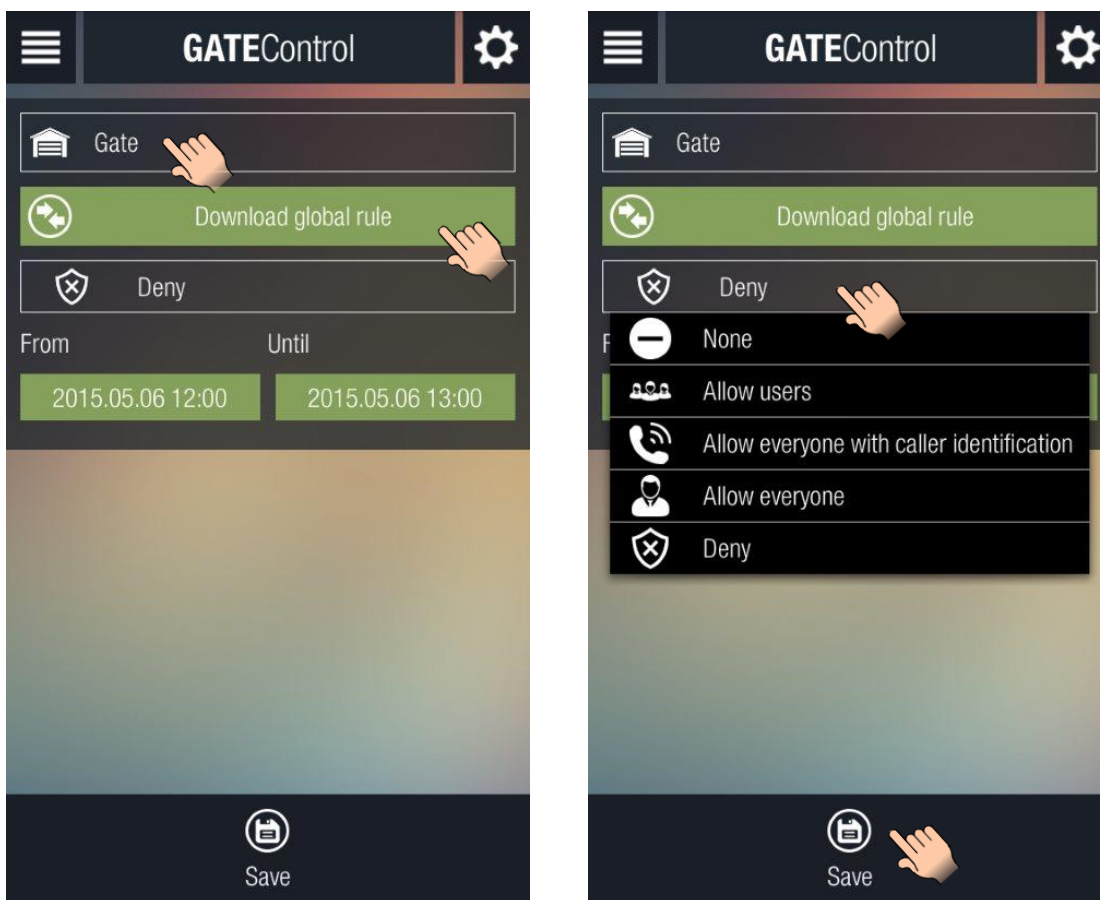 GATEControl
Gate
Download global rule
Deny
From Until
2015.05.06 12:00 2015.05.06 13:00
Save
GATEControl
Gate
Download global rule
Deny
F
None
Allow users
Allow everyone with caller identification
Allow everyone
Deny
Save